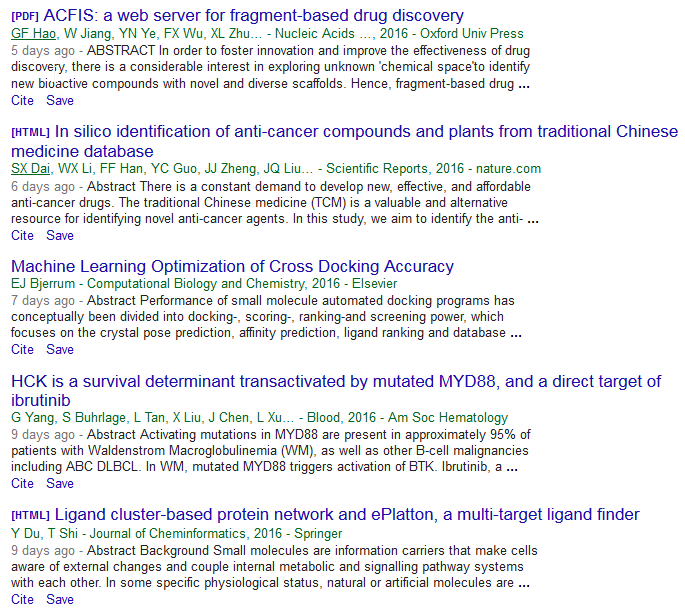 [PDF] ACFIS: a web server for fragment-based drug discovery
GF Hao, W Jiang, YN Ye, FX Wu, XL Zhu… - Nucleic Acids …, 2016 - Oxford Univ Press
5 days ago - ABSTRACT In order to foster innovation and improve the effectiveness of drug
discovery, there is a considerable interest in exploring unknown 'chemical space'to identify
new bioactive compounds with novel and diverse scaffolds. Hence, fragment-based drug ...
Cite Save
[HTML] In silico identification of anti-cancer compounds and plants from traditional Chinese
medicine database
SX Dai, WX Li, FF Han, YC Guo, JJ Zheng, JQ Liu… - Scientific Reports, 2016 - nature.com
6 days ago - Abstract There is a constant demand to develop new, effective, and affordable
anti-cancer drugs. The traditional Chinese medicine (TCM) is a valuable and alternative
resource for identifying novel anti-cancer agents. In this study, we aim to identify the anti- ...
Cite Save
Machine Learning Optimization of Cross Docking Accuracy
EJ Bjerrum - Computational Biology and Chemistry, 2016 - Elsevier
7 days ago - Abstract Performance of small molecule automated docking programs has
conceptually been divided into docking-, scoring-, ranking-and screening power, which
focuses on the crystal pose prediction, affinity prediction, ligand ranking and database ...
Cite Save
HCK is a survival determinant transactivated by mutated MYD88, and a direct target of
ibrutinib
G Yang, S Buhrlage, L Tan, X Liu, J Chen, L Xu… - Blood, 2016 - Am Soc Hematology
9 days ago - Abstract Activating mutations in MYD88 are present in approximately 95% of
patients with Waldenstrom Macroglobulinemia (WM), as well as other B-cell malignancies
including ABC DLBCL. In WM, mutated MYD88 triggers activation of BTK. Ibrutinib, a ...
Cite Save
[HTML] Ligand cluster-based protein network and ePlatton, a multi-target ligand finder
Y Du, T Shi - Journal of Cheminformatics, 2016 - Springer
9 days ago - Abstract Background Small molecules are information carriers that make cells
aware of external changes and couple internal metabolic and signalling pathway systems
with each other. In some specific physiological status, natural or artificial molecules are ...
Cite Save